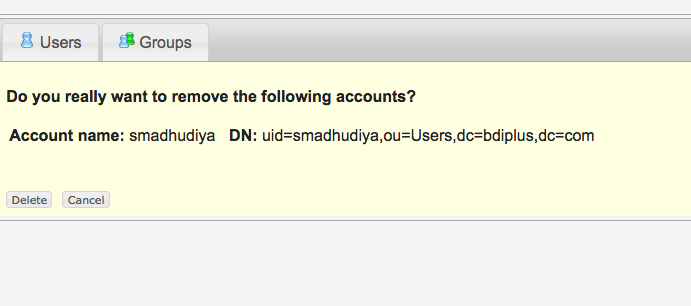 Users Groups
Do you really want to remove the following accounts?
Account name: smadhudiya DN: uid=smadhudiya,ou=Users,dc=bdiplus,dc=com
Delete Cancel